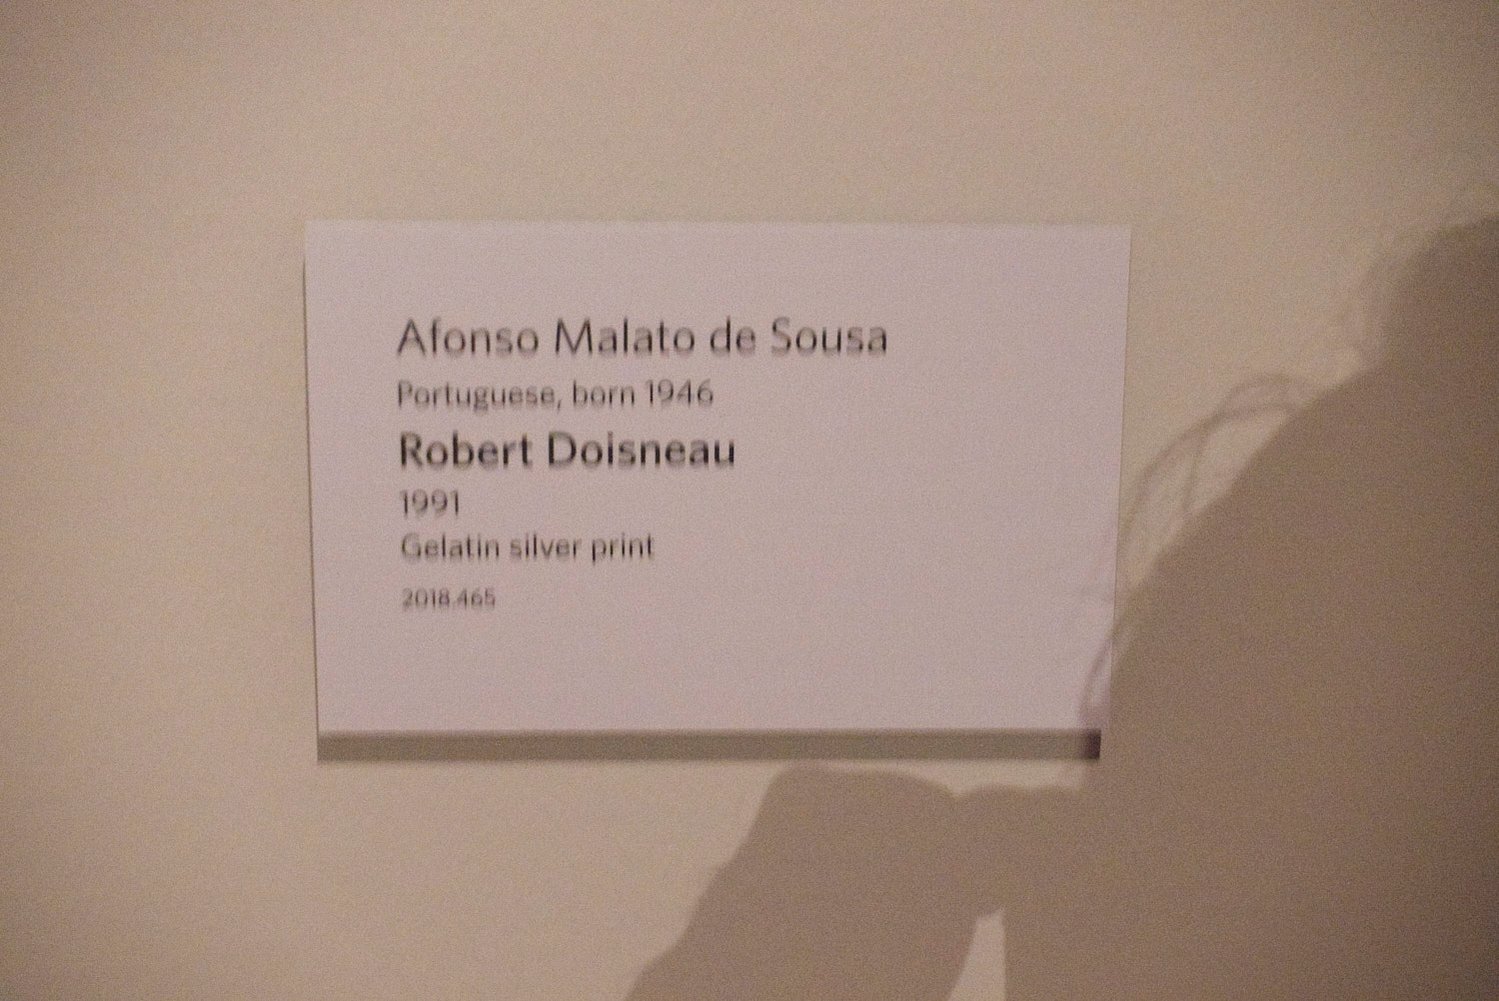 Afonso Malato de Sousa
Portuguese, born 1946
Robert Doisneau
1991
Gelatin silver print
2018.465